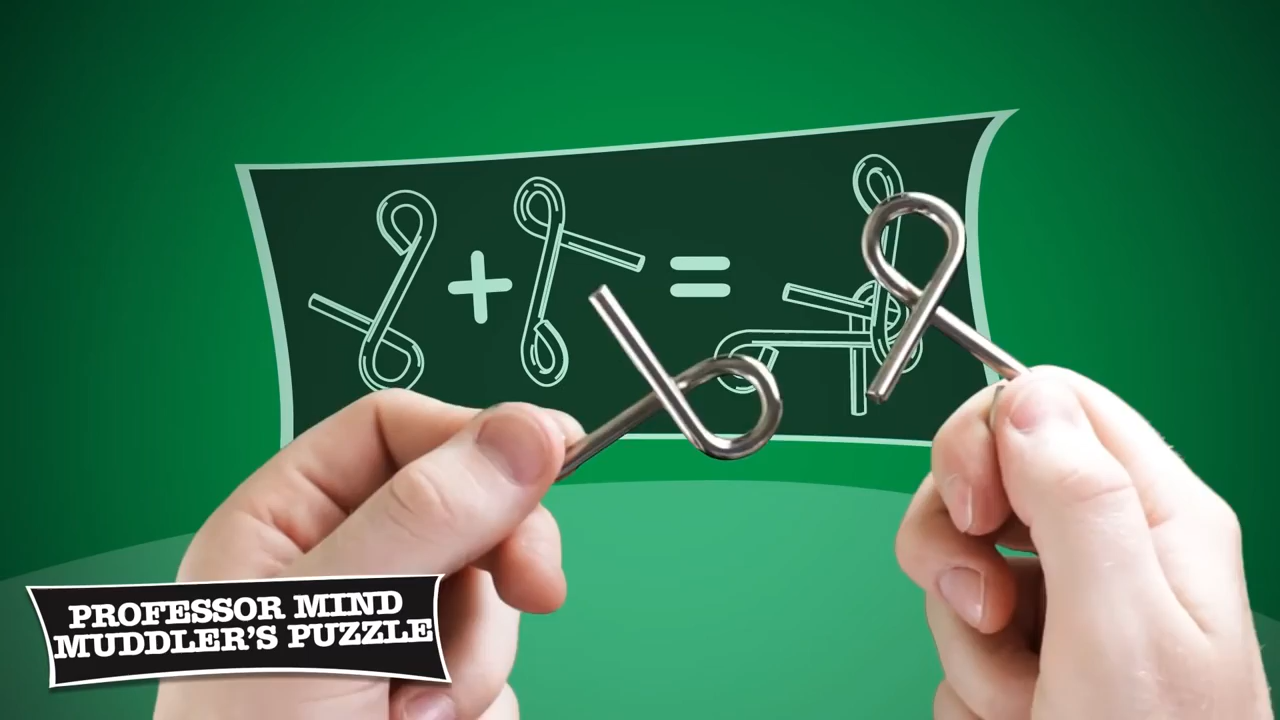 + =
PROFESSOR MIND
MUDDLER'S PUZZLE